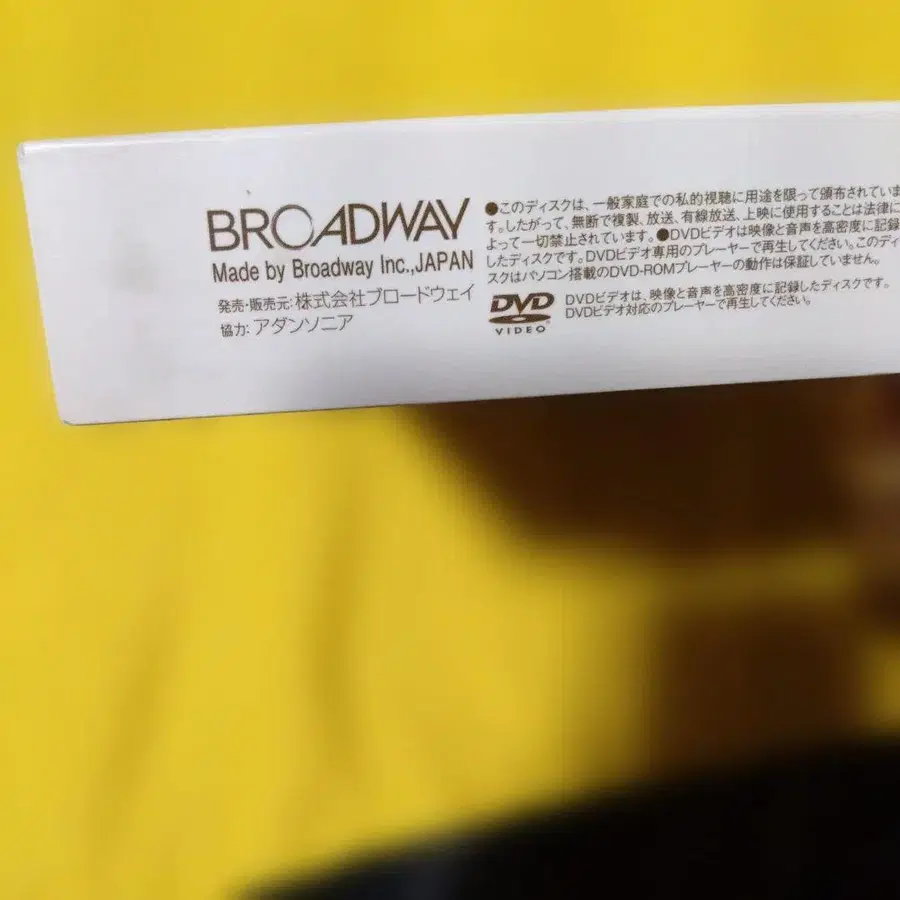 BROADWAY
Made by Broadway Inc.,JAPAN
発売・販売元:株式会社ブロードウェイ
協力:アダンソニア
●このディスクは、一般家庭での私的視聴に用途を限って頒布されていま
す。したがって、無断で複製、放送、有線放送、上映に使用することは法律に
よって一切禁止されています。●DVDビデオは映像と音声を高密度に記録
したディスクです。DVDビデオ専用のプレーヤーで再生してください。このディ
スクはパソコン搭載のDVD-ROMプレーヤーの動作は保証していません。
DVD
VIDEO
DVDビデオは、映像と音声を高密度に記録したディスクです。
DVDビデオ対応のプレーヤーで再生してください。